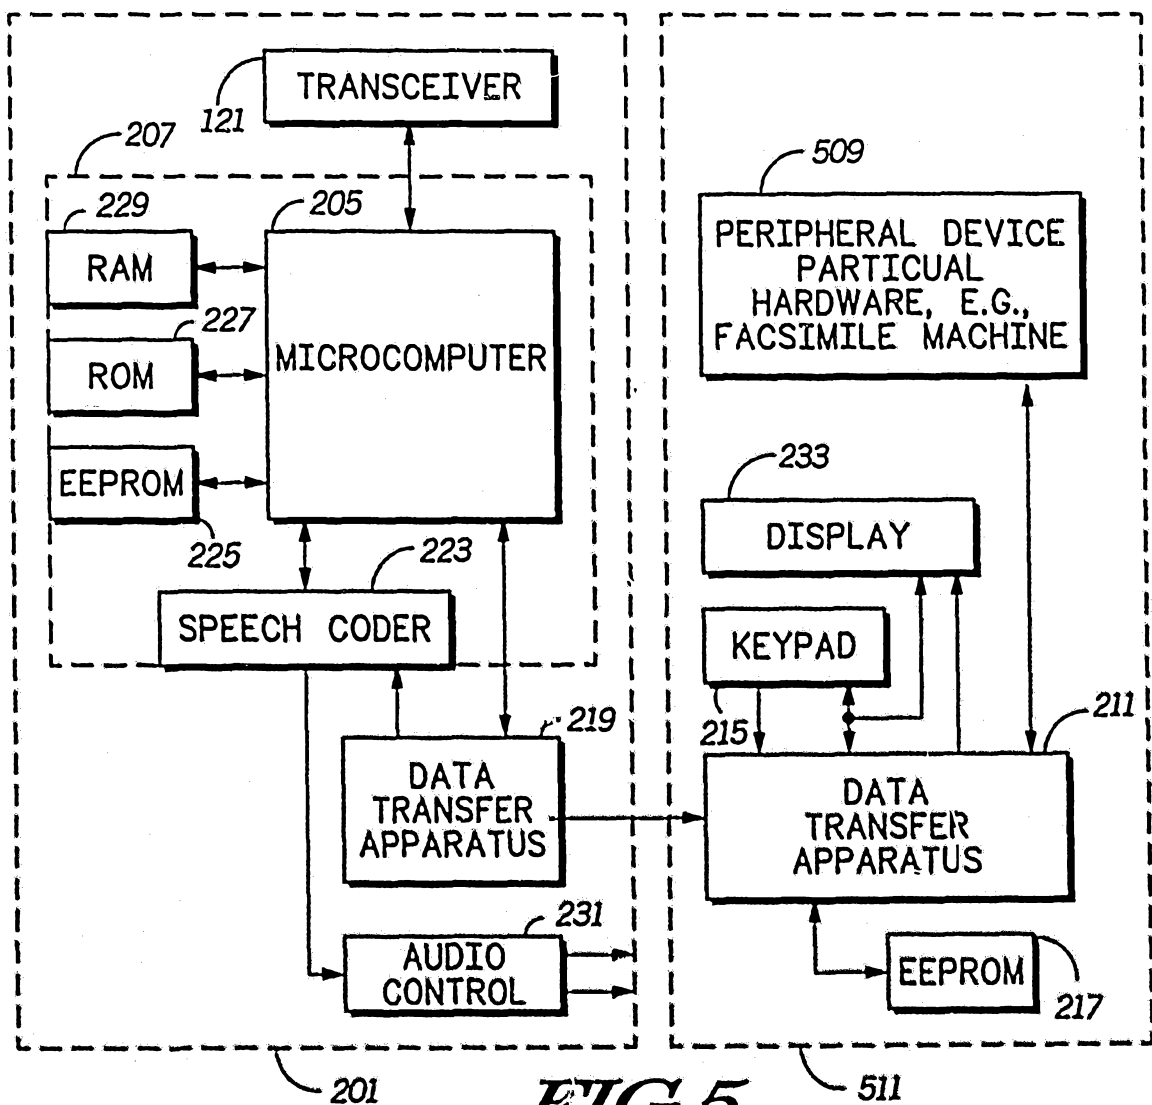 TRANSCEIVER
121
207
229
205
RAM
227
ROM
MICROCOMPUTER
EEPROM
225
223
SPEECH CODER
219
DATA
TRANSFER
APPARATUS
231
AUDIO
CONTROL
201
509
PERIPHERAL DEVICE
PARTICUAL
HARDWARE, E.G.,
FACSIMILE MACHINE
233
DISPLAY
KEYPAD
215
211
DATA
TRANSFER
APPARATUS
EEPROM
217
511
FIG. 5